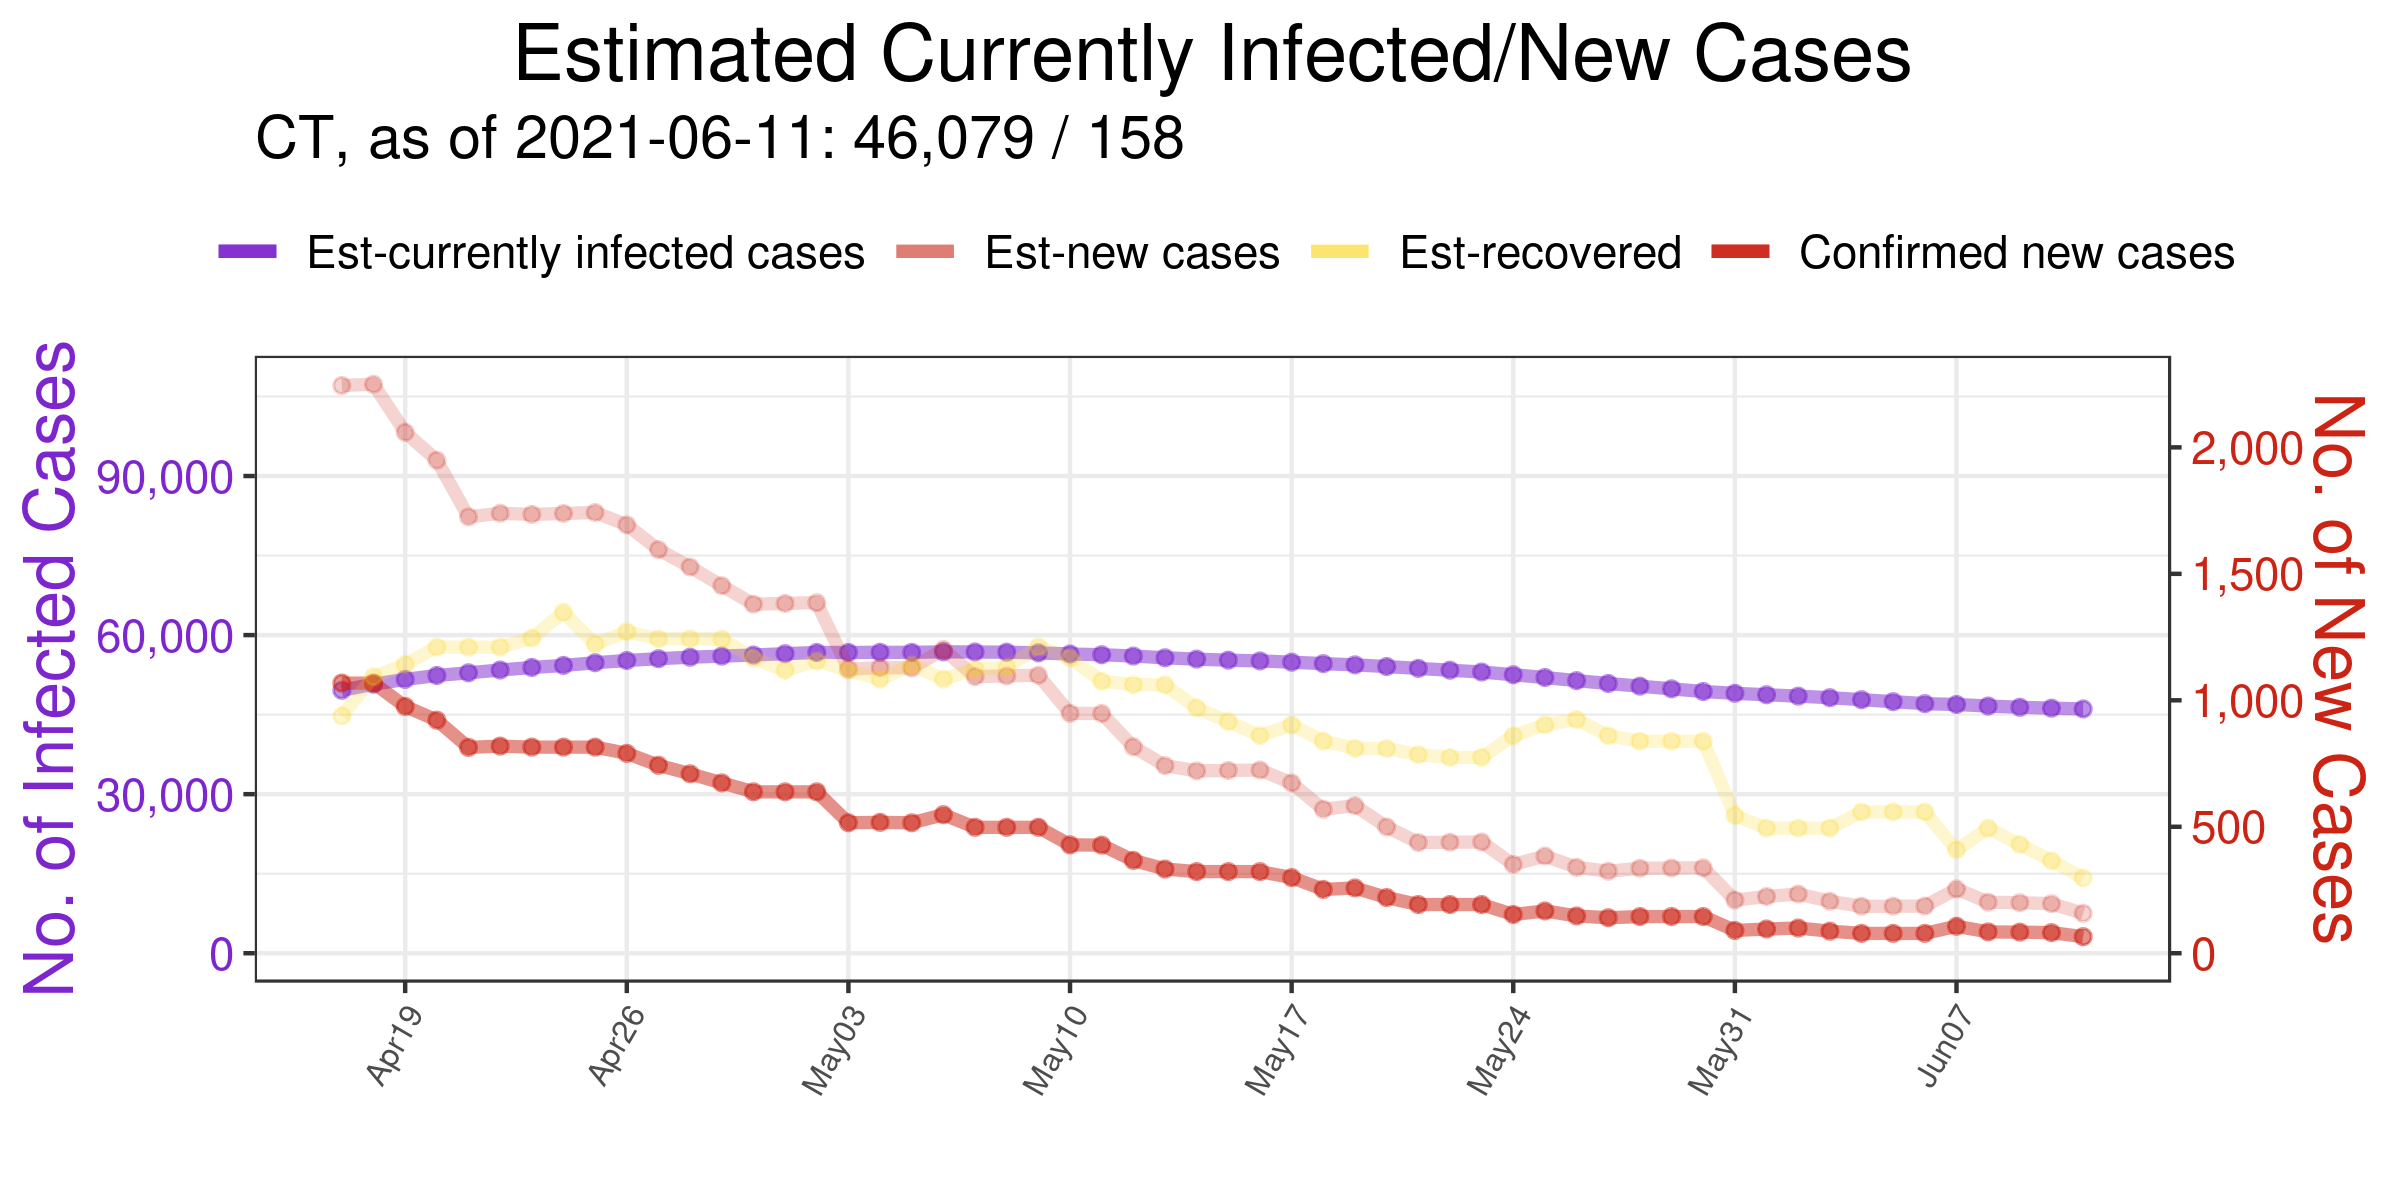 Estimated Currently Infected/New Cases
CT, as of 2021-06-11: 46,079 / 158
Est-currently infected cases Est-new cases Est-recovered Confirmed new cases
No. of Infected Cases
90,000
60,000
30,000
0
2,000
1,500
1,000
500
0
No. of New Cases
Apr19 Apr26 May03 May10 May17 May24 May31 Jun07